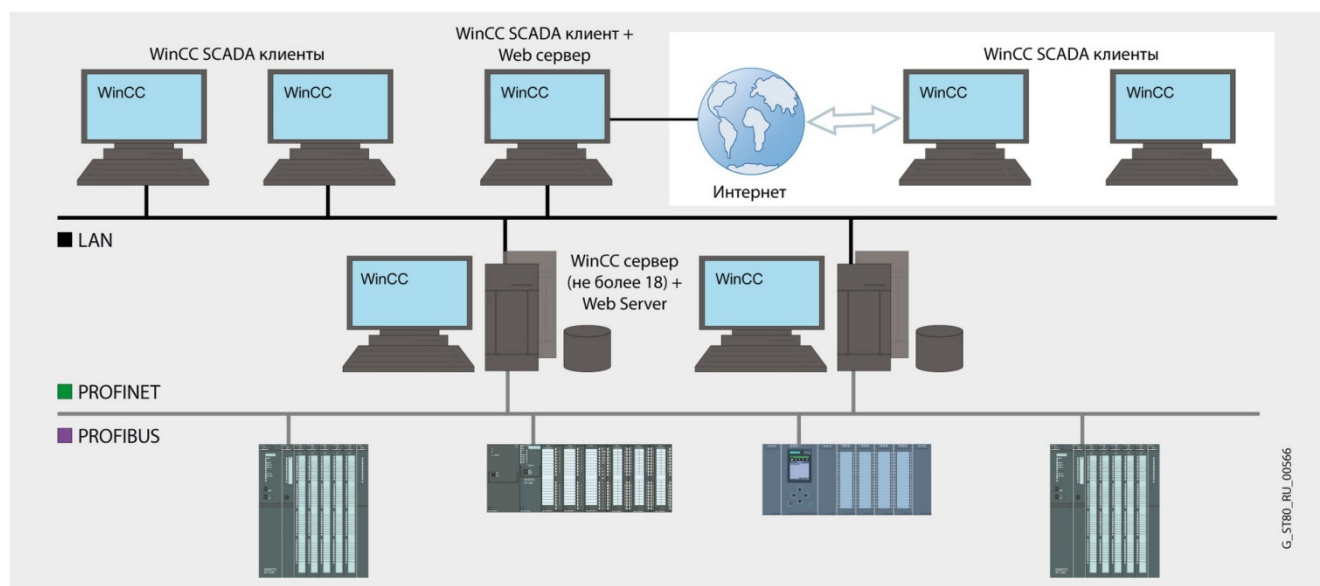 WinCC SCADA клиенты
WinCC SCADA клиент +
Web сервер
WinCC SCADA клиенты
WinCC
WinCC
WinCC
WinCC
WinCC
Интернет
LAN
WinCC
WinCC сервер
(не более 18) +
Web Server
WinCC
PROFINET
PROFIBUS
G_ST80_RU_00566